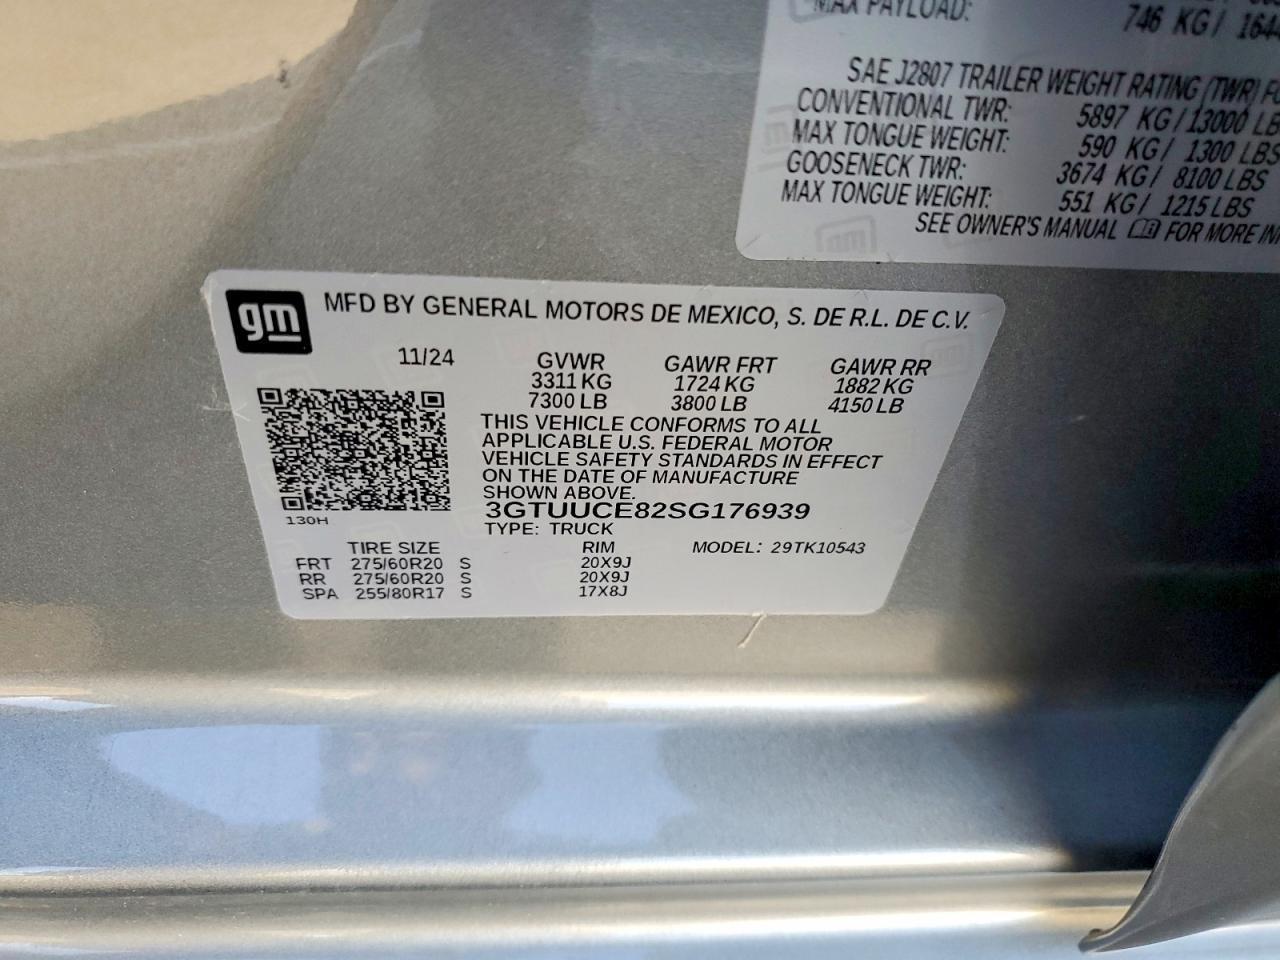 MAX PAYLOAD: 746 KG/
SAE J2807 TRAILER WEIGHT RATING (TWR)
CONVENTIONAL TWR: 5897 KG/13000 LB
MAX TONGUE WEIGHT: 590 KG/ 1300 LBS
GOOSENECK TWR: 3674 KG/ 8100 LBS
MAX TONGUE WEIGHT: 551 KG/ 1215 LBS
SEE OWNER'S MANUAL FOR MORE
gm
MFD BY GENERAL MOTORS DE MEXICO, S. DE R.L. DE C.V.
11/24 GVWR GAWR FRT GAWR RR
3311 KG 1724 KG 1882 KG
7300 LB 3800 LB 4150 LB
THIS VEHICLE CONFORMS TO ALL
APPLICABLE U.S. FEDERAL MOTOR
VEHICLE SAFETY STANDARDS IN EFFECT
ON THE DATE OF MANUFACTURE
SHOWN ABOVE.
3GTUUCE82SG176939
130H
TYPE: TRUCK
TIRE SIZE RIM MODEL: 29TK10543
FRT 275/60R20 S 20X9J
RR 275/60R20 S 20X9J
SPA 255/80R17 S 17X8J